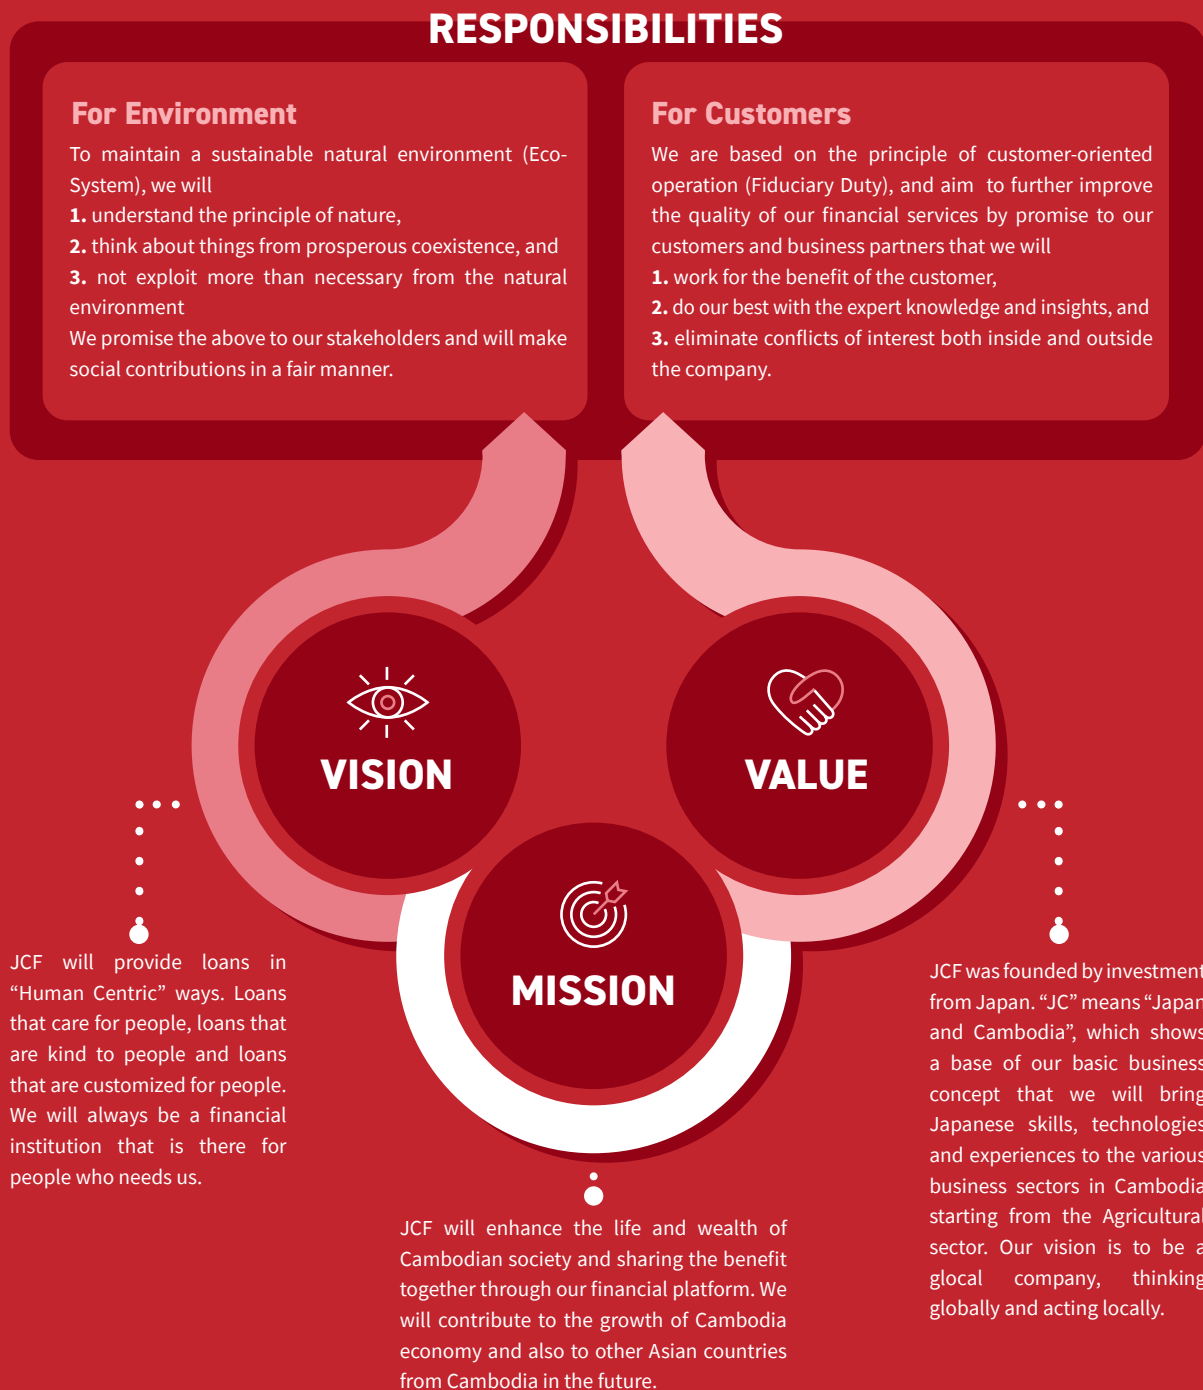 RESPONSIBILITIES
For Environment
To maintain a sustainable natural environment (Eco-
System), we will
1. understand the principle of nature,
2. think about things from prosperous coexistence, and
3. not exploit more than necessary from the natural
environment
We promise the above to our stakeholders and will make
social contributions in a fair manner.
For Customers
We are based on the principle of customer-oriented
operation (Fiduciary Duty), and aim to further improve
the quality of our financial services by promise to our
customers and business partners that we will
1. work for the benefit of the customer,
2. do our best with the expert knowledge and insights, and
3. eliminate conflicts of interest both inside and outside
the company.
VISION
VALUE
MISSION
JCF will provide loans in
“Human Centric” ways. Loans
that care for people, loans that
are kind to people and loans
that are customized for people.
We will always be a financial
institution that is there for
people who needs us.
JCF will enhance the life and wealth of
Cambodian society and sharing the benefit
together through our financial platform. We
will contribute to the growth of Cambodia
economy and also to other Asian countries
from Cambodia in the future.
JCF was founded by investment
from Japan. “JC” means “Japan
and Cambodia”, which shows
a base of our basic business
concept that we will bring
Japanese skills, technologies
and experiences to the various
business sectors in Cambodia
starting from the Agricultural
sector. Our vision is to be a
glocal company, thinking
globally and acting locally.